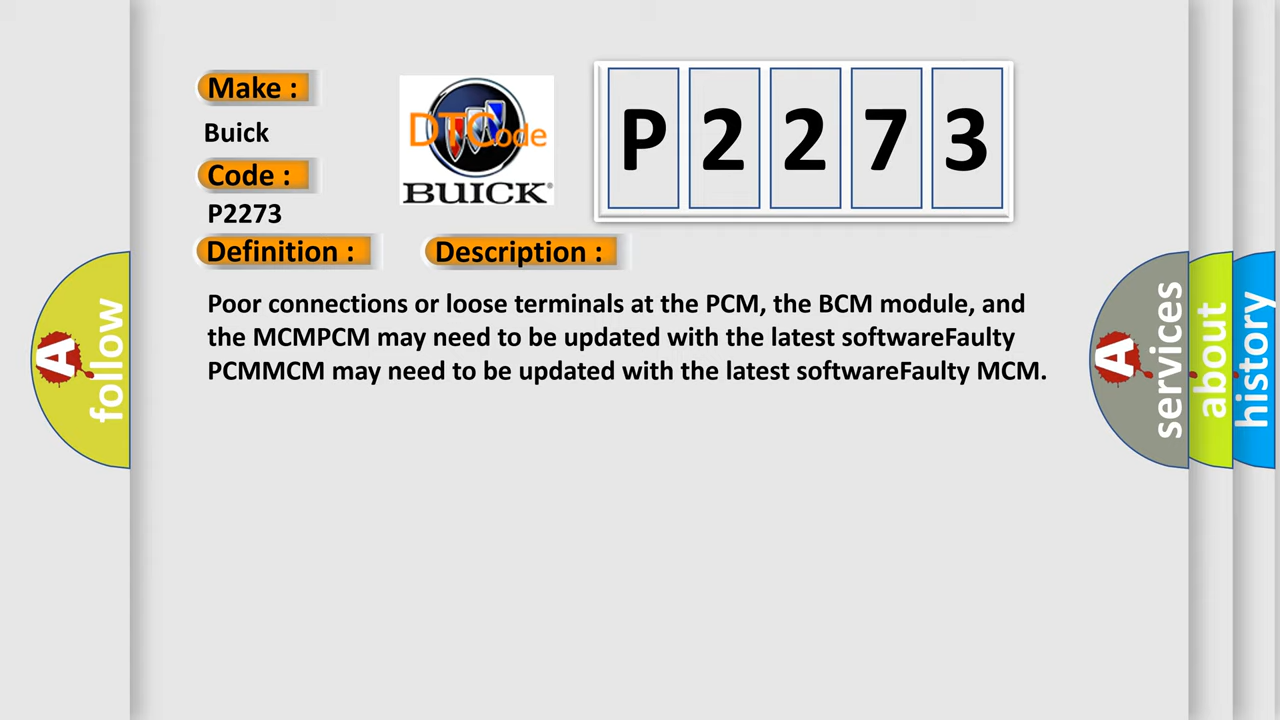 Make :
Buick
Code :
P2273
Definition :
Description :
DTCode
BUICK®
P 2 2 7 3
Poor connections or loose terminals at the PCM, the BCM module, and
the MCMPCM may need to be updated with the latest softwareFaulty
PCMMCM may need to be updated with the latest softwareFaulty MCM.
A
follow
A
services
about
history